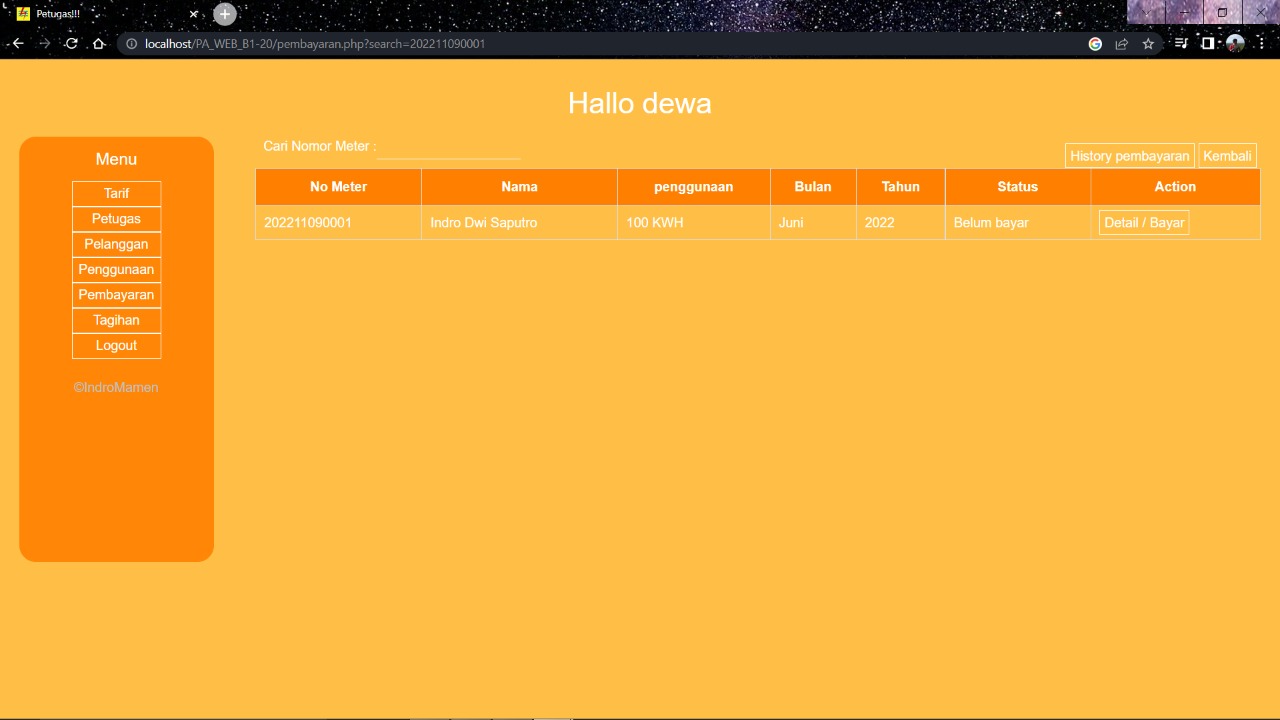 Petugas!!!
localhost/PA_WEB_B1-20/pembayaran.php?search=202211090001
Hallo dewa
Menu
Tarif
Petugas
Pelanggan
Penggunaan
Pembayaran
Tagihan
Logout
©IndroMamen
Cari Nomor Meter :
History pembayaran Kembali
No Meter Nama penggunaan Bulan Tahun Status Action
202211090001 Indro Dwi Saputro 100 KWH Juni 2022 Belum bayar Detail / Bayar